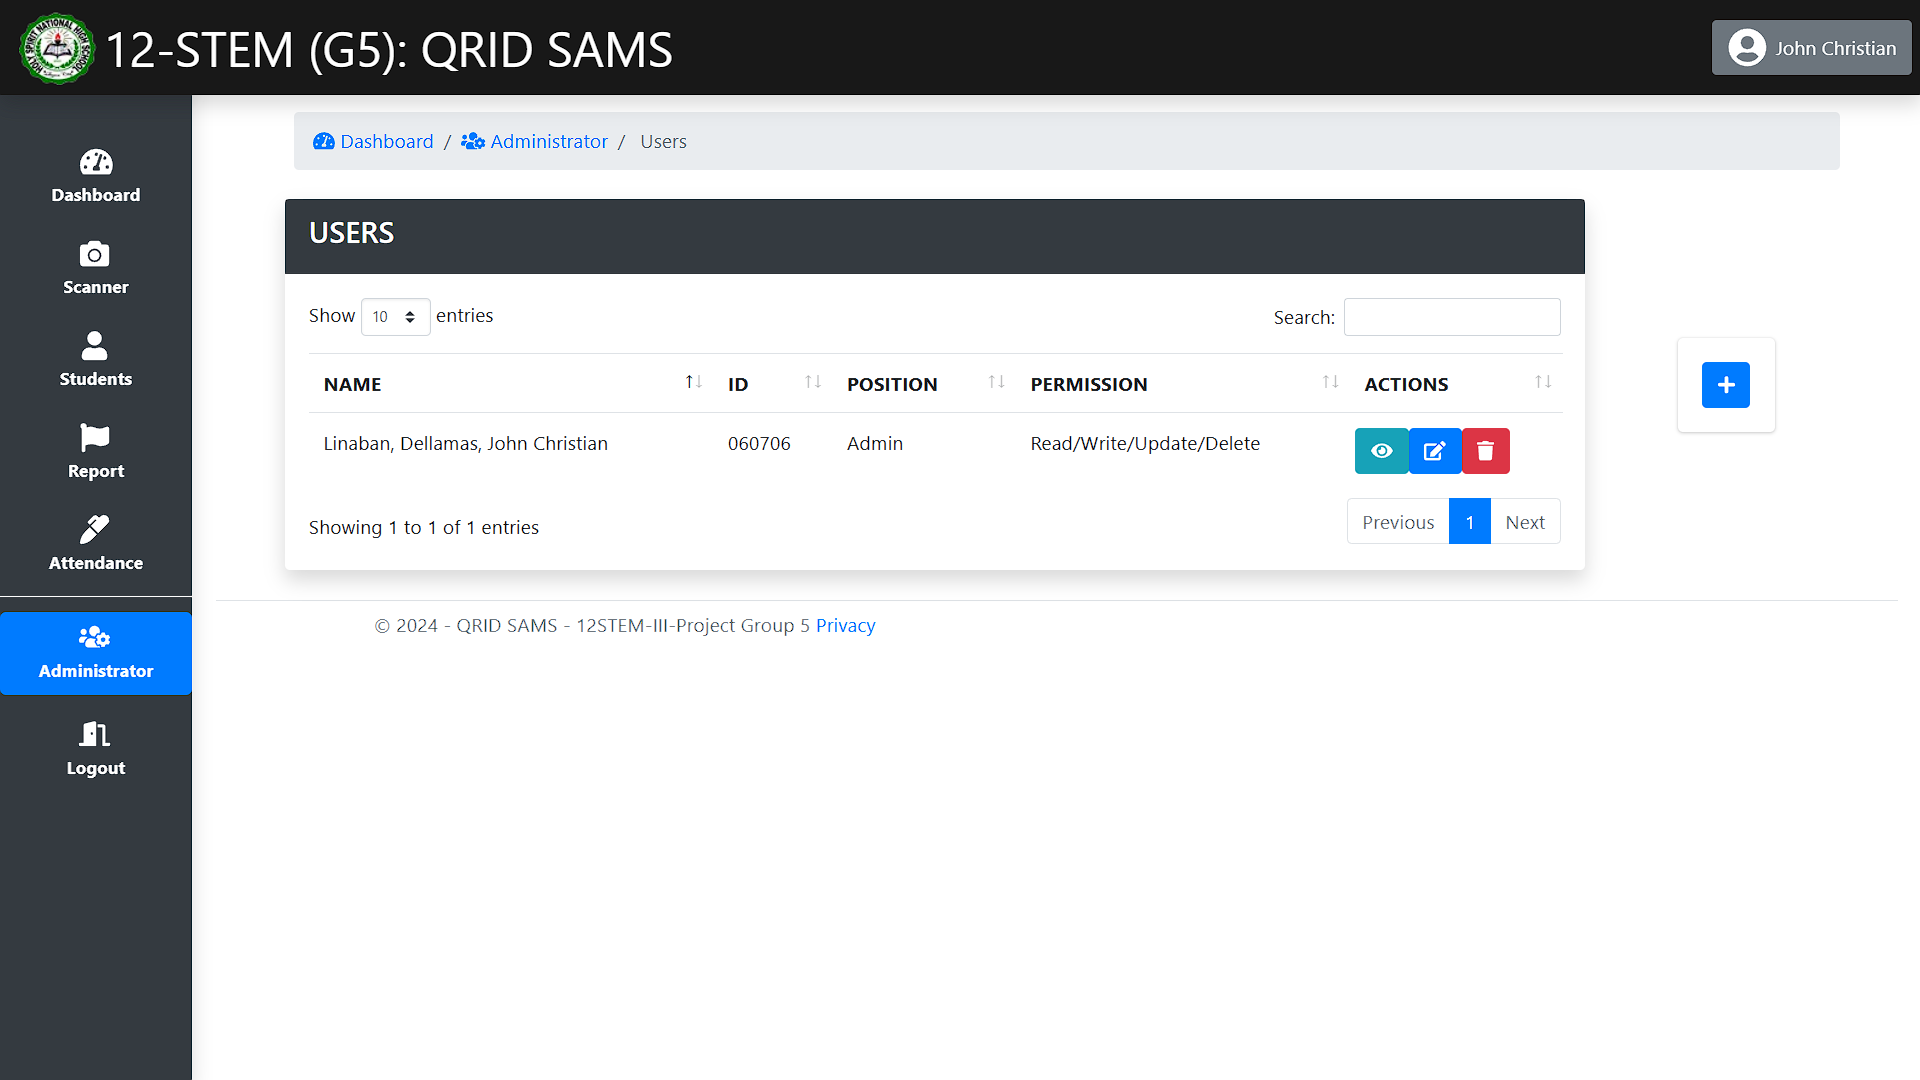 12-STEM (G5): QRID SAMS
John Christian
Dashboard
Scanner
Students
Report
Attendance
Administrator
Logout
Dashboard / Administrator / Users
USERS
Show 10 entries
Search:
NAME ID POSITION PERMISSION ACTIONS
Linaban, Dellamas, John Christian 060706 Admin Read/Write/Update/Delete
Showing 1 to 1 of 1 entries
Previous 1 Next
© 2024 - QRID SAMS - 12STEM-III-Project Group 5 Privacy